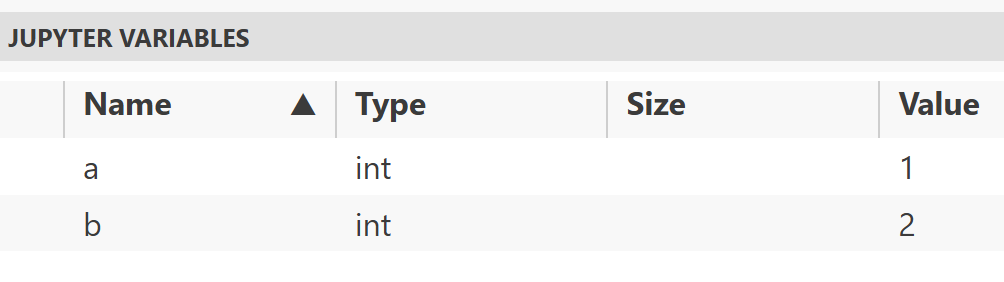 JUPYTER VARIABLES
Name ▲ Type Size Value
a int 1
b int 2